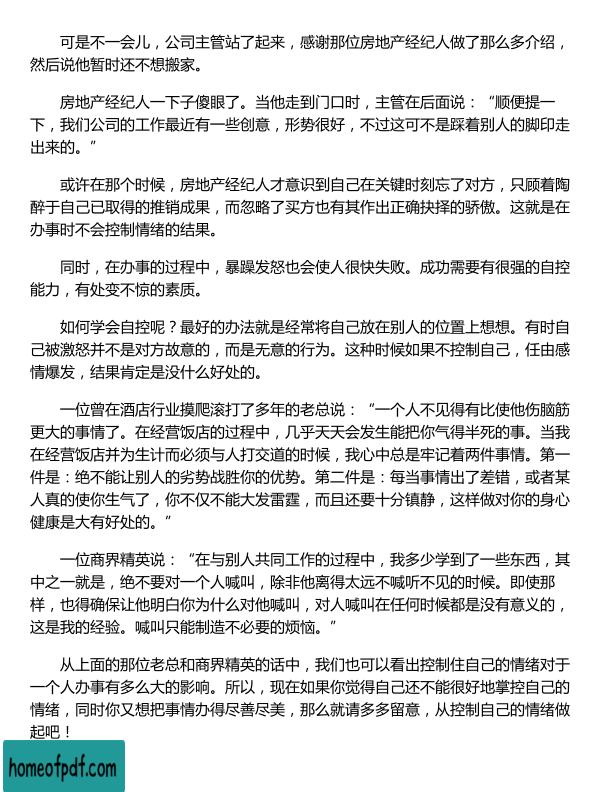 可是不一会儿，公司主管站了起来，感谢那位房地产经纪人做了那么多介绍，
然后说他暂时还不想搬家。
房地产经纪人一下子傻眼了。当他走到门口时，主管在后面说：“顺便提一
下，我们公司的工作最近有一些创意，形势很好，不过这可不是踩着别人的脚印走
出来的。”
或许在那个时候，房地产经纪人才意识到自己在关键时刻忘了对方，只顾着陶
醉于自己已取得的推销成果，而忽略了买方也有其作出正确抉择的骄傲。这就是在
办事时不会控制情绪的结果。
同时，在办事的过程中，暴躁发怒也会使人很快失败。成功需要有很强的自控
能力，有处变不惊的素质。
如何学会自控呢？最好的办法就是经常将自己放在别人的位置上想想。有时自
己被激怒并不是对方故意的，而是无意的行为。这种时候如果不控制自己，任由感
情爆发，结果肯定是没什么好处的。
一位曾在酒店行业摸爬滚打了多年的老总说：“一个人不见得有比使他伤脑筋
更大的事情了。在经营饭店的过程中，几乎天天会发生能把你气得半死的事。当我
在经营饭店并为生计而必须与人打交道的时候，我心中总是牢记着两件事情。第一
件是：绝不能让别人的劣势战胜你的优势。第二件是：每当事情出了差错，或者某
人真的使你生气了，你不仅不能大发雷霆，而且还要十分镇静，这样做对你的身心
健康是大有好处的。”
一位商界精英说：“在与别人共同工作的过程中，我多少学到了一些东西，其
中之一就是，绝不要对一个人喊叫，除非他离得太远不喊听不见的时候。即使那
样，也得确保让他明白你为什么对他喊叫，对人喊叫在任何时候都是没有意义的，
这是我的经验。喊叫只能制造不必要的烦恼。”
从上面的那位老总和商界精英的话中，我们也可以看出控制住自己的情绪对于
一个人办事有多么大的影响。所以，现在如果你觉得自己还不能很好地掌控自己的
情绪，同时你又想把事情办得尽善尽美，那么就请多多留意，从控制自己的情绪做
起吧！
homeofpdf.com